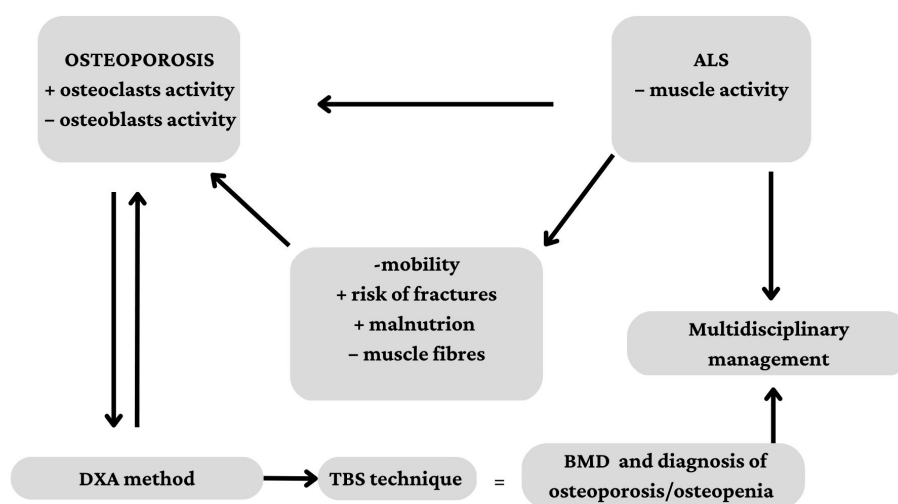 OSTEOPOROSIS
+ osteoclasts activity
– osteoblasts activity
ALS
– muscle activity
-mobility
+ risk of fractures
+ malnutrion
– muscle fibres
Multidisciplinary
management
DXA method
TBS technique
=
BMD and diagnosis of
osteoporosis/osteopenia